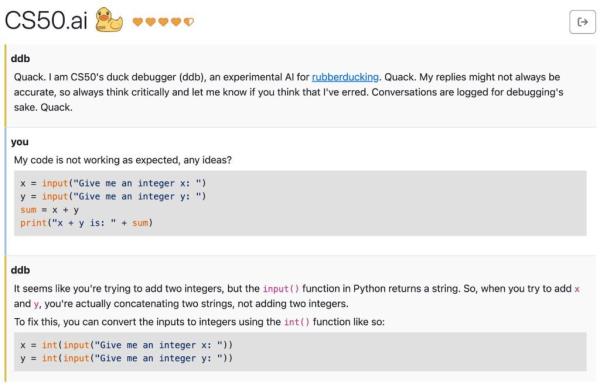 CS50.ai
ddb
Quack. I am CS50's duck debugger (ddb), an experimental AI for rubberducking. Quack. My replies might not always be
accurate, so always think critically and let me know if you think that I've erred. Conversations are logged for debugging's
sake. Quack.
you
My code is not working as expected, any ideas?
x = input("Give me an integer x: ")
y = input("Give me an integer y: ")
sum = x + y
print("x + y is: " + sum)
ddb
It seems like you're trying to add two integers, but the input() function in Python returns a string. So, when you try to add x
and y, you're actually concatenating two strings, not adding two integers.
To fix this, you can convert the inputs to integers using the int() function like so:
x = int(input("Give me an integer x: "))
y = int(input("Give me an integer y: "))